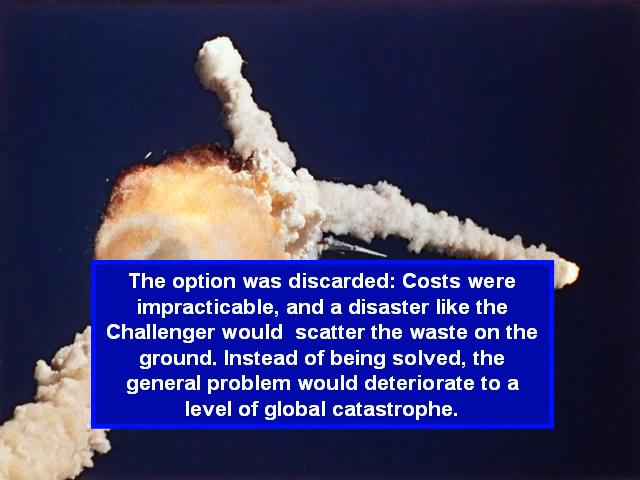 The option was discarded: Costs were
impracticable, and a disaster like the
Challenger would  scatter the waste on the
ground. Instead of being solved, the
general problem would deteriorate to a
level of global catastrophe.